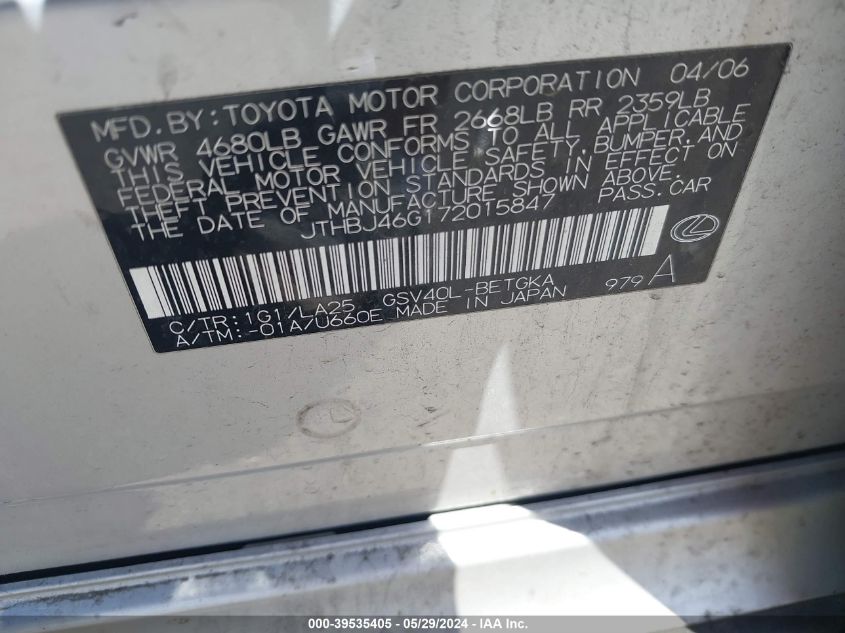 MFD.BY:TOYOTA MOTOR CORPORATION 04/06
GVWR 4680LB GAWR FR 2668LB RR 2359LB
THIS VEHICLE CONFORMS TO ALL APPLICABLE
FEDERAL MOTOR VEHICLE SAFETY,BUMPER,AND
THEFT PREVENTION STANDARDS IN EFFECT ON
THE DATE OF MANUFACTURE SHOWN ABOVE.
JTHBJ46G172015847 PASS.CAR
C/TR:1G1/LA25 GSV40L-BETGKA 979A
A/TM:-01A/U660E MADE IN JAPAN
000-39535405 - 05/29/2024 - IAA Inc.